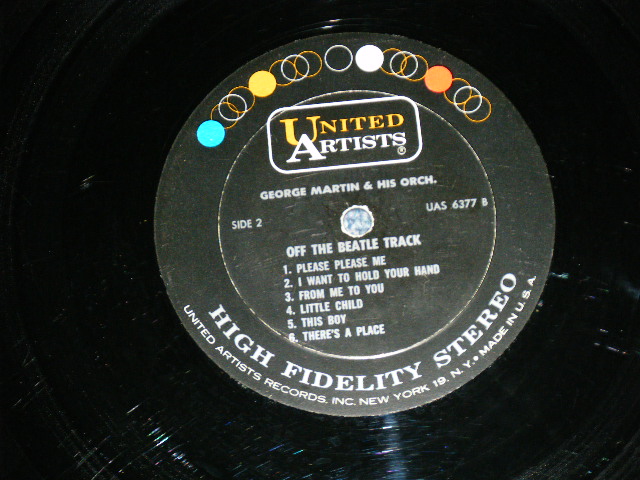 UNITED
ARTISTS®
GEORGE MARTIN & HIS ORCH.
SIDE 2
UAS 6377 B
OFF THE BEATLE TRACK
1. PLEASE PLEASE ME
2. I WANT TO HOLD YOUR HAND
3. FROM ME TO YOU
4. LITTLE CHILD
5. THIS BOY
6. THERE'S A PLACE
HIGH FIDELITY STEREO
UNITED ARTISTS RECORDS, INC. NEW YORK 19, N.Y. • MADE IN U.S.A.